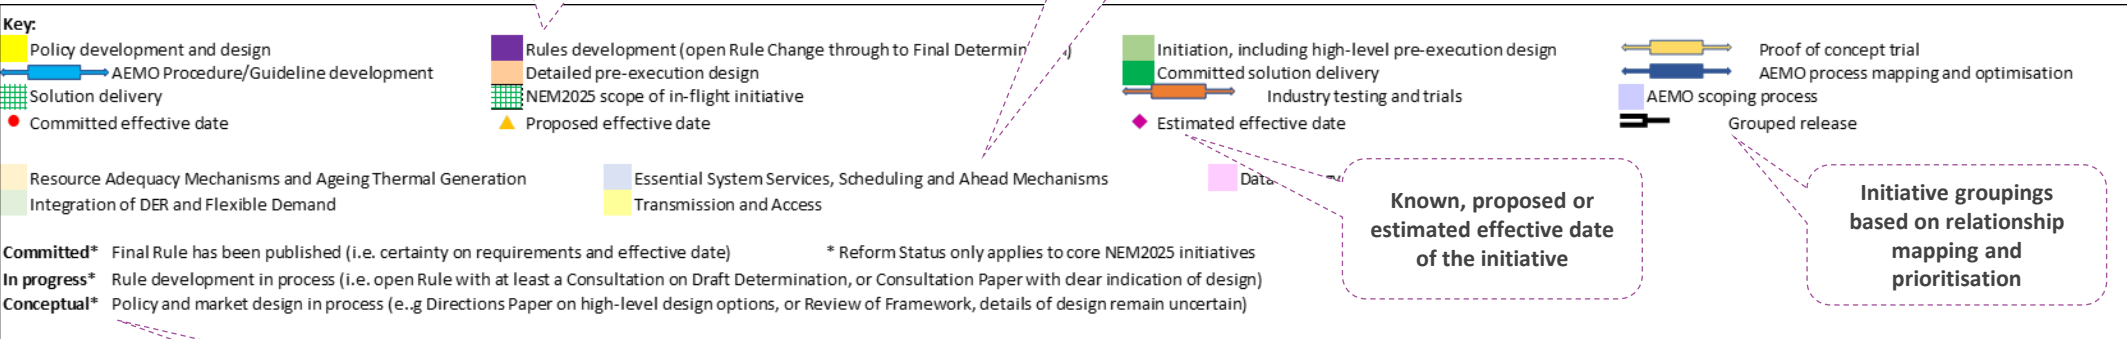 Key:
Policy development and design
Rules development (open Rule Change through to Final Determin
Initiation, including high-level pre-execution design
Proof of concept trial
AEMO Procedure/Guideline development
Detailed pre-execution design
Committed solution delivery
AEMO process mapping and optimisation
Solution delivery
NEM2025 scope of in-flight initiative
Industry testing and trials
AEMO scoping process
Committed effective date
Proposed effective date
Estimated effective date
Grouped release
Resource Adequacy Mechanisms and Ageing Thermal Generation
Essential System Services, Scheduling and Ahead Mechanisms
Data
Integration of DER and Flexible Demand
Transmission and Access
Known, proposed or
estimated effective date
of the initiative
Initiative groupings
based on relationship
mapping and
prioritisation
Committed* Final Rule has been published (i.e. certainty on requirements and effective date)
* Reform Status only applies to core NEM2025 initiatives
In progress* Rule development in process (i.e. open Rule with at least a Consultation on Draft Determination, or Consultation Paper with clear indication of design)
Conceptual* Policy and market design in process (e..g Directions Paper on high-level design options, or Review of Framework, details of design remain uncertain)